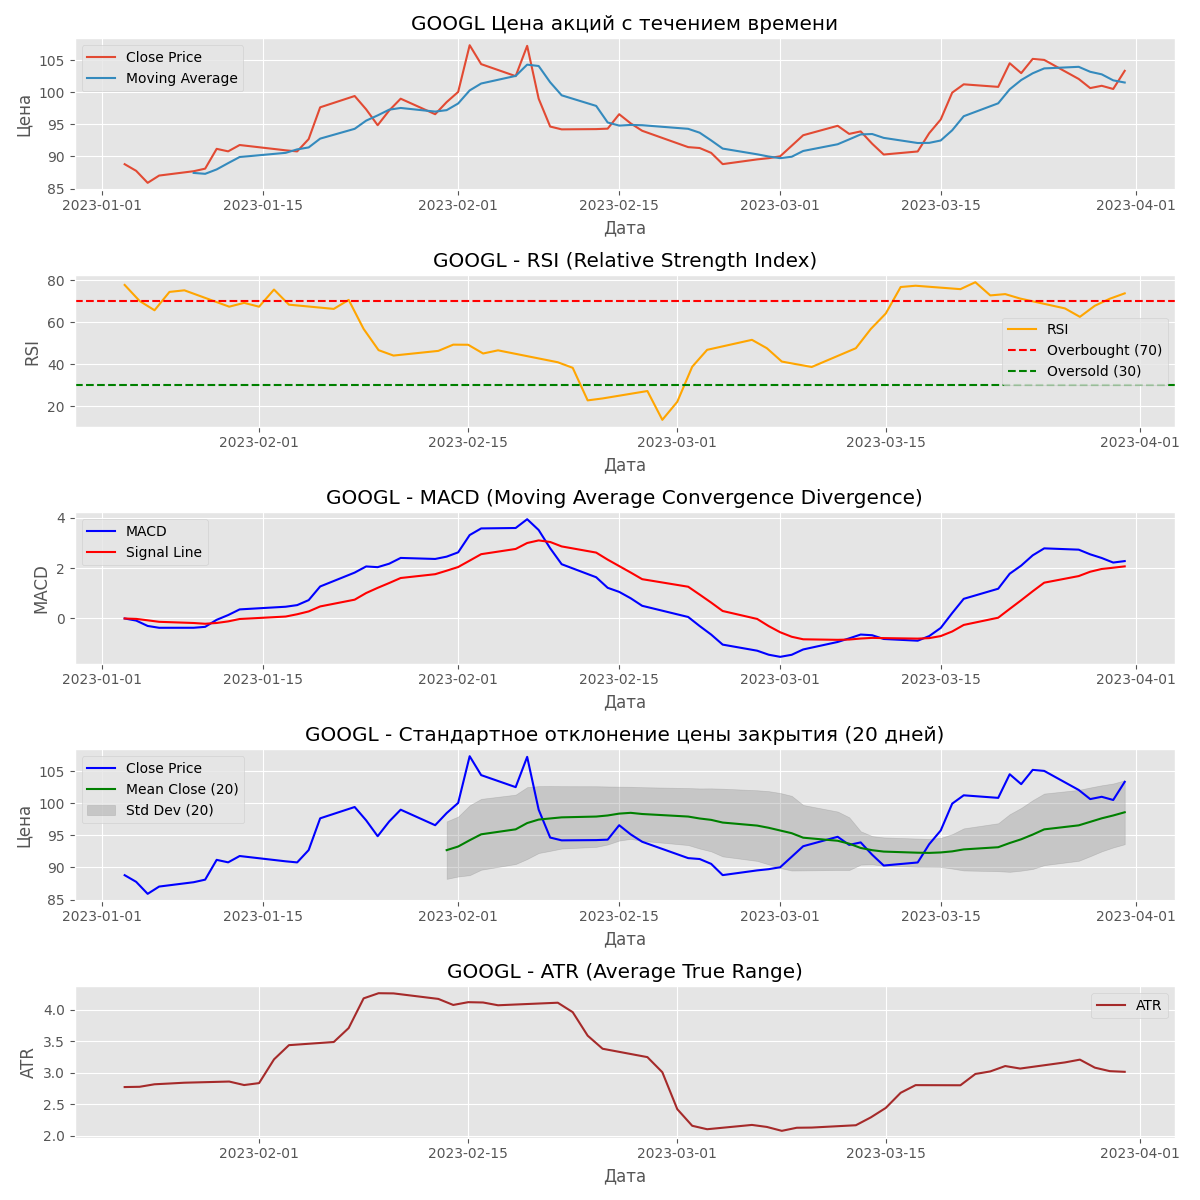 GOOGL Цена акций с течением времени
Close Price
Moving Average
Цена
105
100
95
90
85
2023-01-01 2023-01-15 2023-02-01 2023-02-15 2023-03-01 2023-03-15 2023-04-01
Дата
GOOGL - RSI (Relative Strength Index)
RSI
Overbought (70)
Oversold (30)
RSI
80
60
40
20
2023-02-01 2023-02-15 2023-03-01 2023-03-15 2023-04-01
Дата
GOOGL - MACD (Moving Average Convergence Divergence)
MACD
Signal Line
MACD
4
2
0
2023-01-01 2023-01-15 2023-02-01 2023-02-15 2023-03-01 2023-03-15 2023-04-01
Дата
GOOGL - Стандартное отклонение цены закрытия (20 дней)
Close Price
Mean Close (20)
Std Dev (20)
Цена
105
100
95
90
85
2023-01-01 2023-01-15 2023-02-01 2023-02-15 2023-03-01 2023-03-15 2023-04-01
Дата
GOOGL - ATR (Average True Range)
ATR
ATR
4.0
3.5
3.0
2.5
2.0
2023-02-01 2023-02-15 2023-03-01 2023-03-15 2023-04-01
Дата